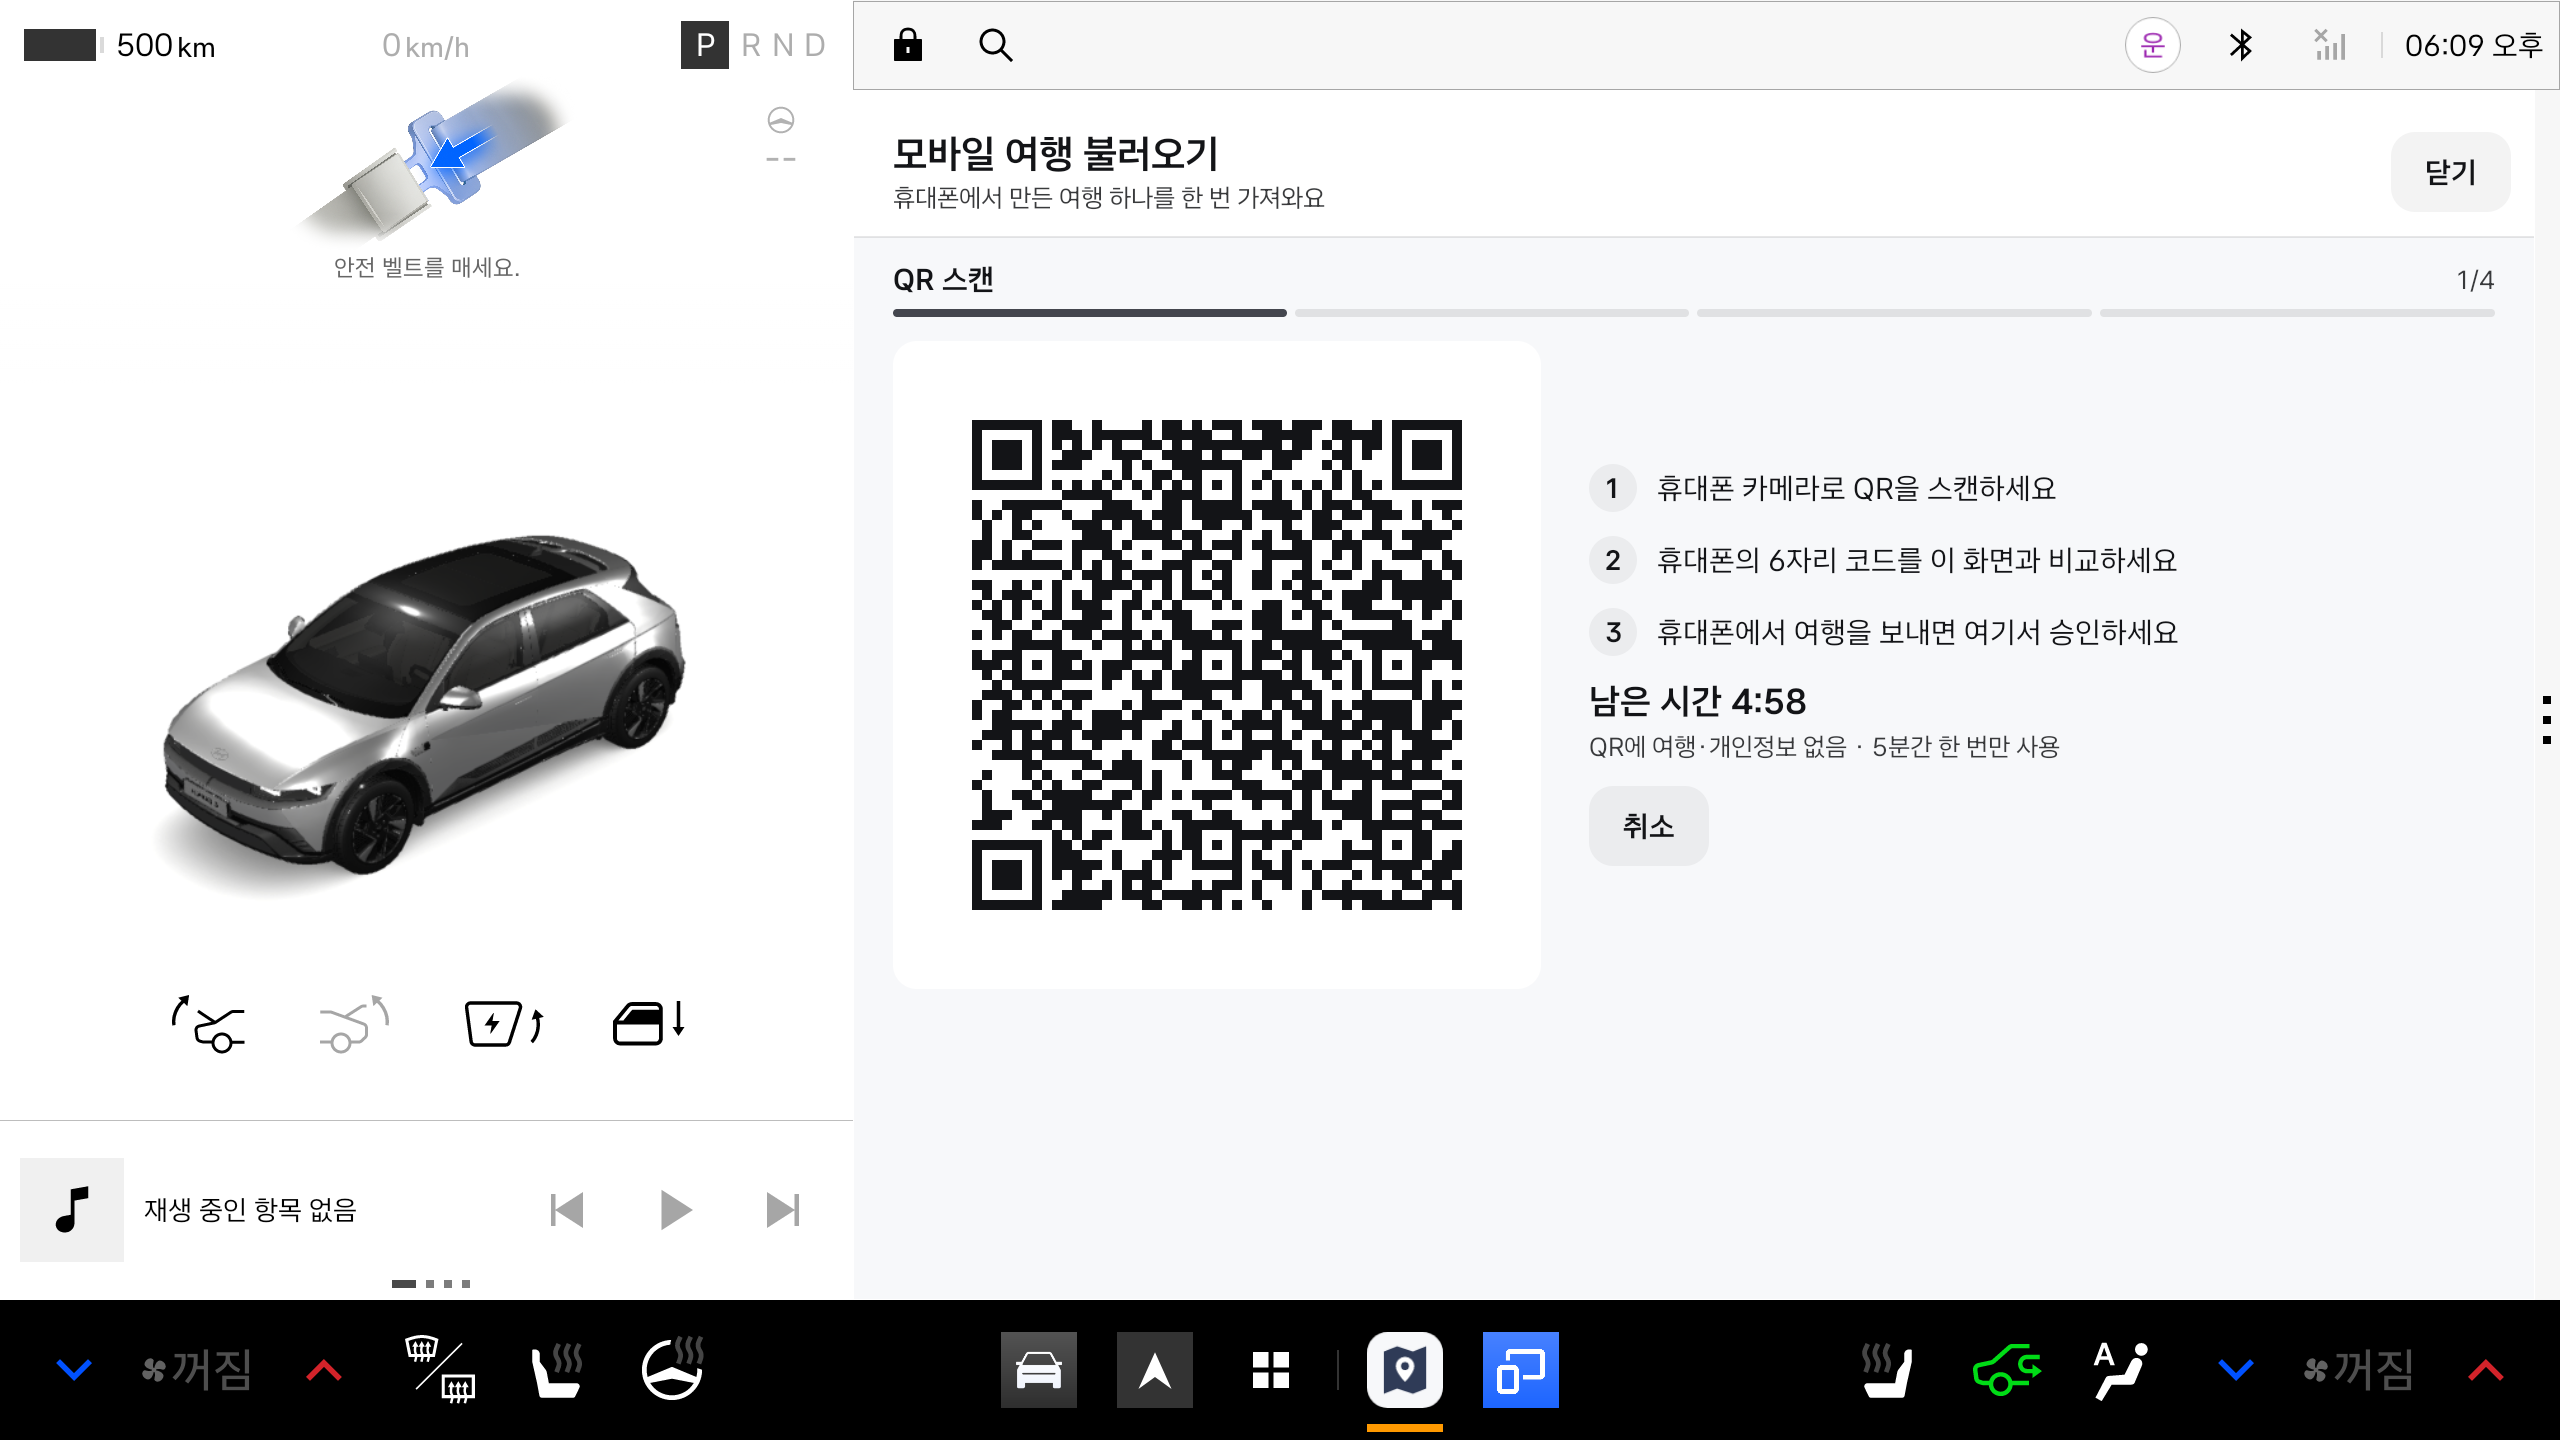 500 km
0 km/h
P R N D
안전 벨트를 매세요.
재생 중인 항목 없음
운
06:09 오후
모바일 여행 불러오기
휴대폰에서 만든 여행 하나를 한 번 가져와요
닫기
QR 스캔
1/4
1 휴대폰 카메라로 QR을 스캔하세요
2 휴대폰의 6자리 코드를 이 화면과 비교하세요
3 휴대폰에서 여행을 보내면 여기서 승인하세요
남은 시간 4:58
QR에 여행·개인정보 없음 · 5분간 한 번만 사용
취소
꺼짐
A
꺼짐